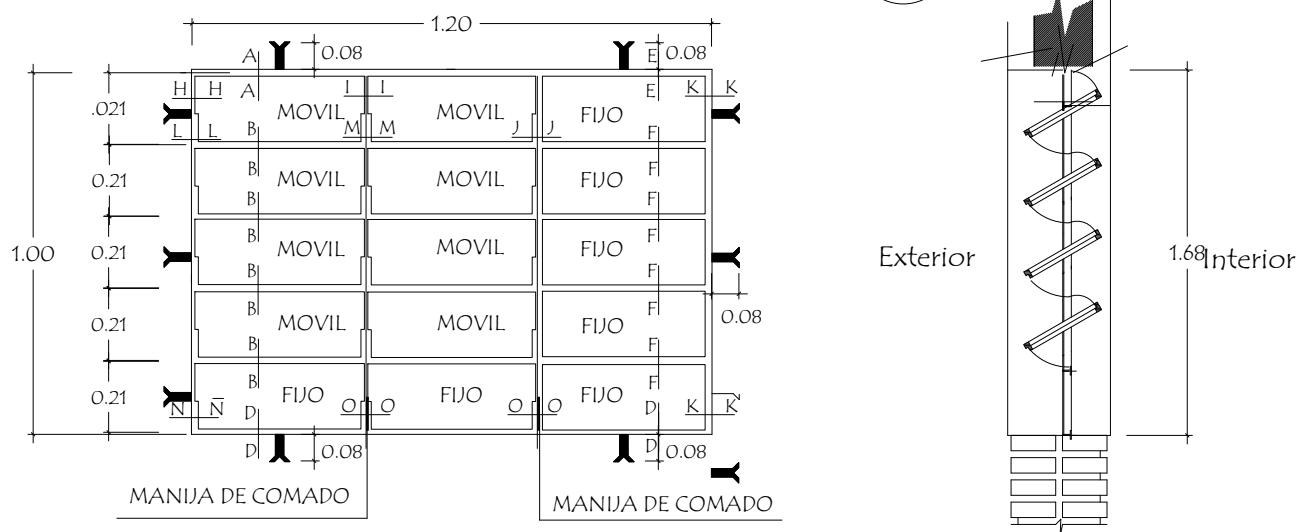 1.20
A 0.08 E 0.08
H H A I I E K K
.021 MOVIL MOVIL FIJO
L L B M M J J F
0.21 B MOVIL MOVIL FIJO F
B F
1.00 0.21 B MOVIL MOVIL FIJO F
B F
0.08
0.21 B MOVIL MOVIL FIJO F
B F
0.21 B FIJO FIJO FIJO F
N Ñ D O O O O D K K
D 0.08 D 0.08
MANIJA DE COMADO MANIJA DE COMADO
Exterior 1.68 Interior